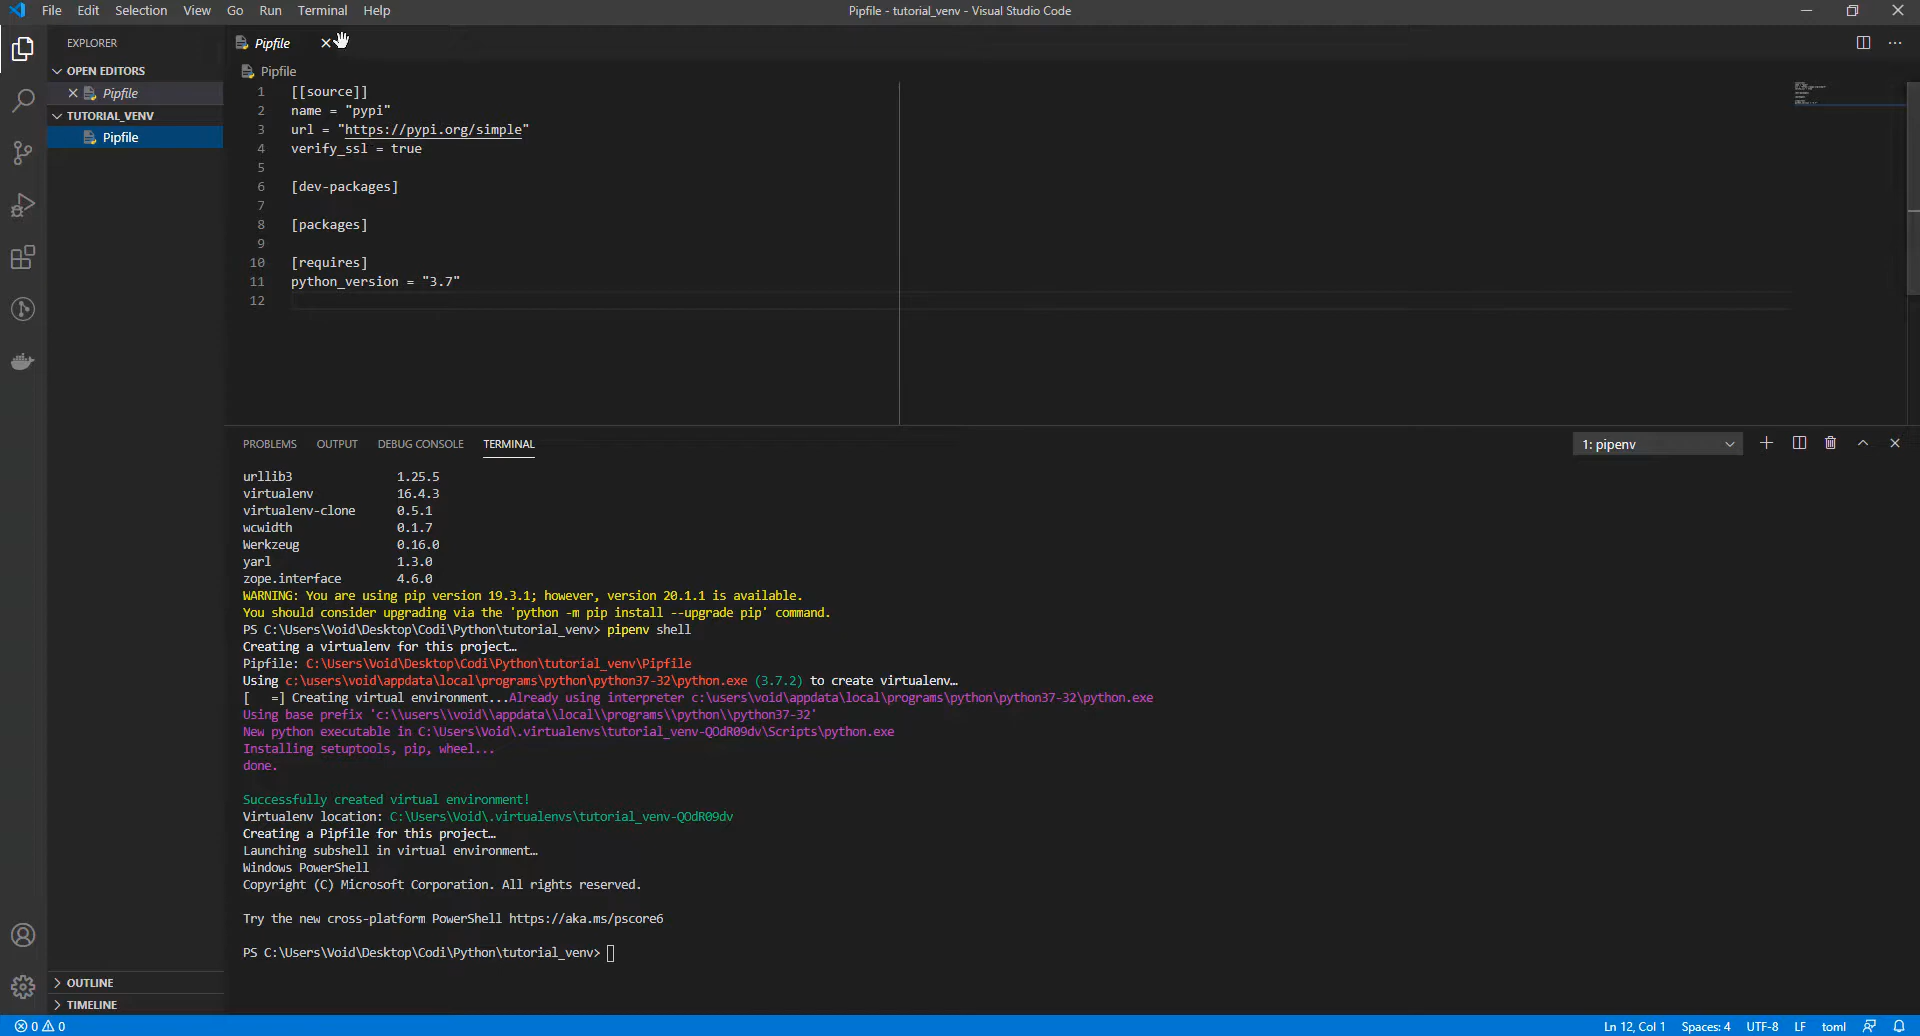 File Edit Selection View Go Run Terminal Help
Pipfile - tutorial_venv - Visual Studio Code
EXPLORER
OPEN EDITORS
Pipfile
TUTORIAL_VENV
Pipfile
OUTLINE
TIMELINE
Pipfile
Pipfile
1 [[source]]
2 name = "pypi"
3 url = "https://pypi.org/simple"
4 verify_ssl = true
5
6 [dev-packages]
7
8 [packages]
9
10 [requires]
11 python_version = "3.7"
12
PROBLEMS OUTPUT DEBUG CONSOLE TERMINAL
1: pipenv
urllib3 1.25.5
virtualenv 16.4.3
virtualenv-clone 0.5.1
wcwidth 0.1.7
Werkzeug 0.16.0
yarl 1.3.0
zope.interface 4.6.0
WARNING: You are using pip version 19.3.1; however, version 20.1.1 is available.
You should consider upgrading via the 'python -m pip install --upgrade pip' command.
PS C:\Users\Void\Desktop\Codi\Python\tutorial_venv> pipenv shell
Creating a virtualenv for this project…
Pipfile: C:\Users\Void\Desktop\Codi\Python\tutorial_venv\Pipfile
Using c:\users\void\appdata\local\programs\python\python37-32\python.exe (3.7.2) to create virtualenv…
[   =] Creating virtual environment...Already using interpreter c:\users\void\appdata\local\programs\python\python37-32\python.exe
Using base prefix 'c:\\users\\void\\appdata\\local\\programs\\python\\python37-32'
New python executable in C:\Users\Void\.virtualenvs\tutorial_venv-QOdR09dv\Scripts\python.exe
Installing setuptools, pip, wheel...
done.
Successfully created virtual environment!
Virtualenv location: C:\Users\Void\.virtualenvs\tutorial_venv-QOdR09dv
Creating a Pipfile for this project…
Launching subshell in virtual environment…
Windows PowerShell
Copyright (C) Microsoft Corporation. All rights reserved.
Try the new cross-platform PowerShell https://aka.ms/pscore6
PS C:\Users\Void\Desktop\Codi\Python\tutorial_venv>
0 0
Ln 12, Col 1 Spaces: 4 UTF-8 LF toml